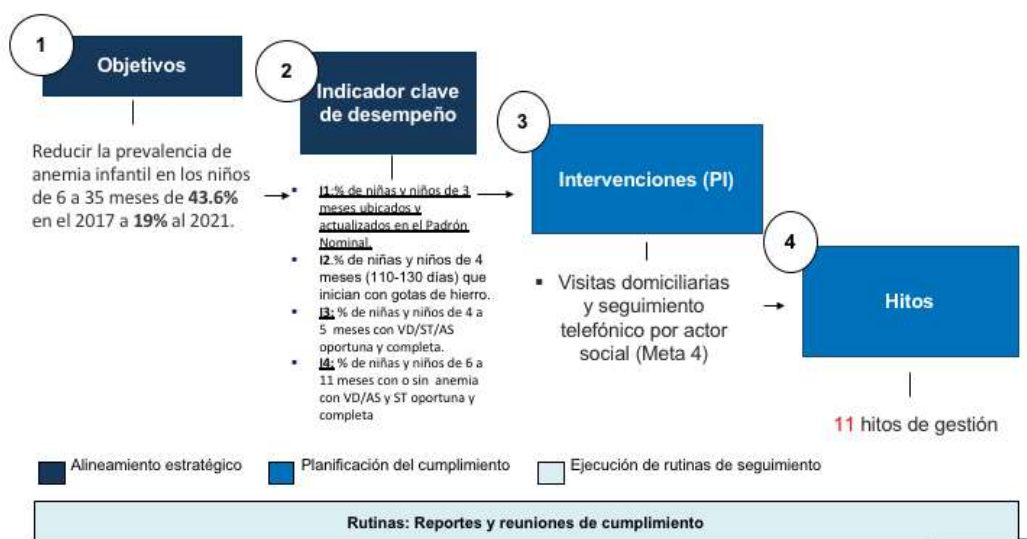 1
Objetivos
Reducir la prevalencia de
anemia infantil en los niños
de 6 a 35 meses de 43.6%
en el 2017 a 19% al 2021.
2
Indicador clave
de desempeño
▪ I1:% de niñas y niños de 3
meses ubicados y
actualizados en el Padrón
Nominal.
▪ I2.% de niñas y niños de 4
meses (110-130 días) que
inician con gotas de hierro.
▪ I3: % de niñas y niños de 4 a
5 meses con VD/ST/AS
oportuna y completa.
▪ I4: % de niñas y niños de 6 a
11 meses con o sin anemia
con VD/AS y ST oportuna y
completa
3
Intervenciones (PI)
▪ Visitas domiciliarias
y seguimiento
telefónico por actor
social (Meta 4)
4
Hitos
11 hitos de gestión
Alineamiento estratégico
Planificación del cumplimiento
Ejecución de rutinas de seguimiento
Rutinas: Reportes y reuniones de cumplimiento